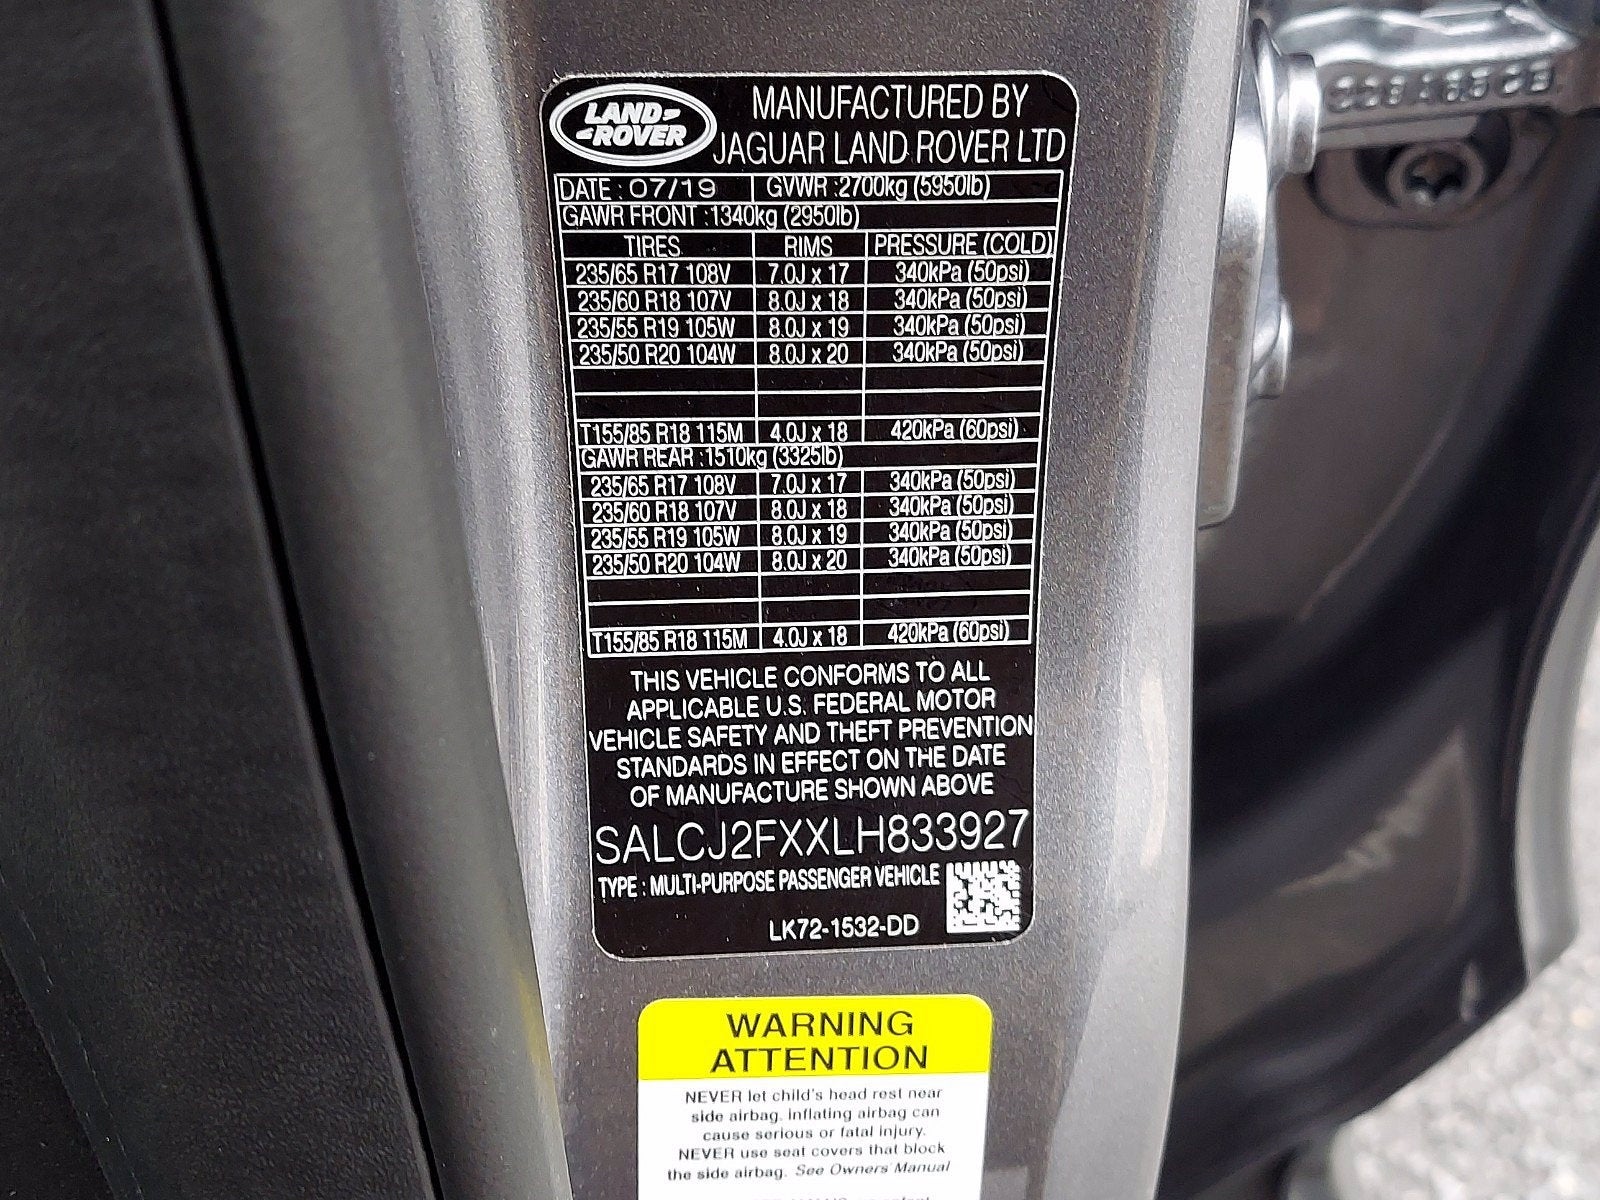 LAND
ROVER
MANUFACTURED BY
JAGUAR LAND ROVER LTD
DATE : 07/19 GVWR :2700kg (5950lb)
GAWR FRONT :1340kg (2950lb)
TIRES RIMS PRESSURE (COLD)
235/65 R17 108V 7.0J x 17 340kPa (50psi)
235/60 R18 107V 8.0J x 18 340kPa (50psi)
235/55 R19 105W 8.0J x 19 340kPa (50psi)
235/50 R20 104W 8.0J x 20 340kPa (50psi)
T155/85 R18 115M 4.0J x 18 420kPa (60psi)
GAWR REAR :1510kg (3325lb)
235/65 R17 108V 7.0J x 17 340kPa (50psi)
235/60 R18 107V 8.0J x 18 340kPa (50psi)
235/55 R19 105W 8.0J x 19 340kPa (50psi)
235/50 R20 104W 8.0J x 20 340kPa (50psi)
T155/85 R18 115M 4.0J x 18 420kPa (60psi)
THIS VEHICLE CONFORMS TO ALL
APPLICABLE U.S. FEDERAL MOTOR
VEHICLE SAFETY AND THEFT PREVENTION
STANDARDS IN EFFECT ON THE DATE
OF MANUFACTURE SHOWN ABOVE
SALCJ2FXXLH833927
TYPE : MULTI-PURPOSE PASSENGER VEHICLE
LK72-1532-DD
WARNING
ATTENTION
NEVER let child's head rest near
side airbag. inflating airbag can
cause serious or fatal injury.
NEVER use seat covers that block
the side airbag. See Owners Manual